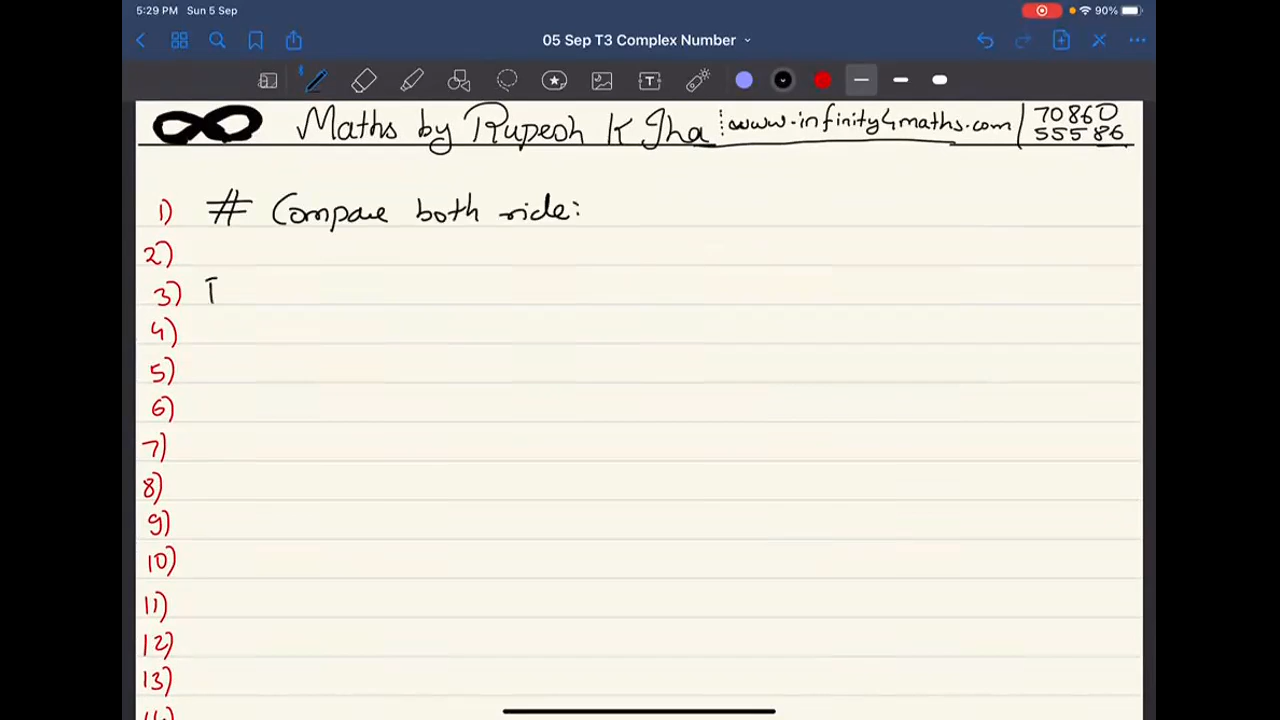 5:29 PM Sun 5 Sep 90%
05 Sep T3 Complex Number
T
∞ Maths by Rupesh K Jha www.infinity4maths.com 70860
55586
1) # Compare both side:
2)
3) I
4)
5)
6)
7)
8)
9)
10)
11)
12)
13)